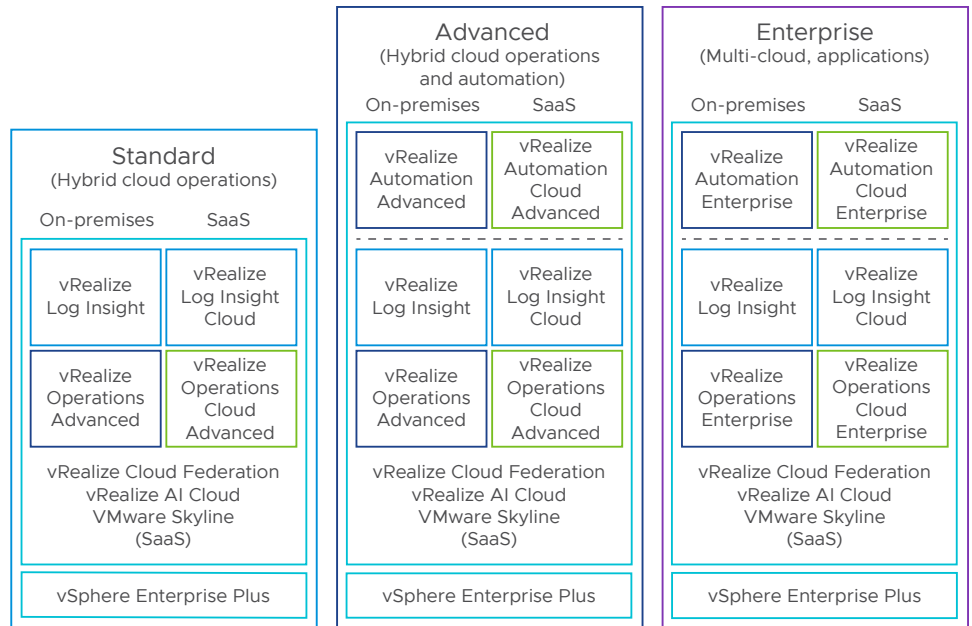 Standard
(Hybrid cloud operations)
On-premises
SaaS
vRealize
Log Insight
vRealize
Log Insight
Cloud
vRealize
Operations
Advanced
vRealize
Operations
Cloud
Advanced
vRealize Cloud Federation
vRealize AI Cloud
VMware Skyline
(SaaS)
vSphere Enterprise Plus
Advanced
(Hybrid cloud operations
and automation)
On-premises
SaaS
vRealize
Automation
Advanced
vRealize
Automation
Cloud
Advanced
vRealize
Log Insight
vRealize
Log Insight
Cloud
vRealize
Operations
Advanced
vRealize
Operations
Cloud
Advanced
vRealize Cloud Federation
vRealize AI Cloud
VMware Skyline
(SaaS)
vSphere Enterprise Plus
Enterprise
(Multi-cloud, applications)
On-premises
SaaS
vRealize
Automation
Enterprise
vRealize
Automation
Cloud
Enterprise
vRealize
Log Insight
vRealize
Log Insight
Cloud
vRealize
Operations
Enterprise
vRealize
Operations
Cloud
Enterprise
vRealize Cloud Federation
vRealize AI Cloud
VMware Skyline
(SaaS)
vSphere Enterprise Plus